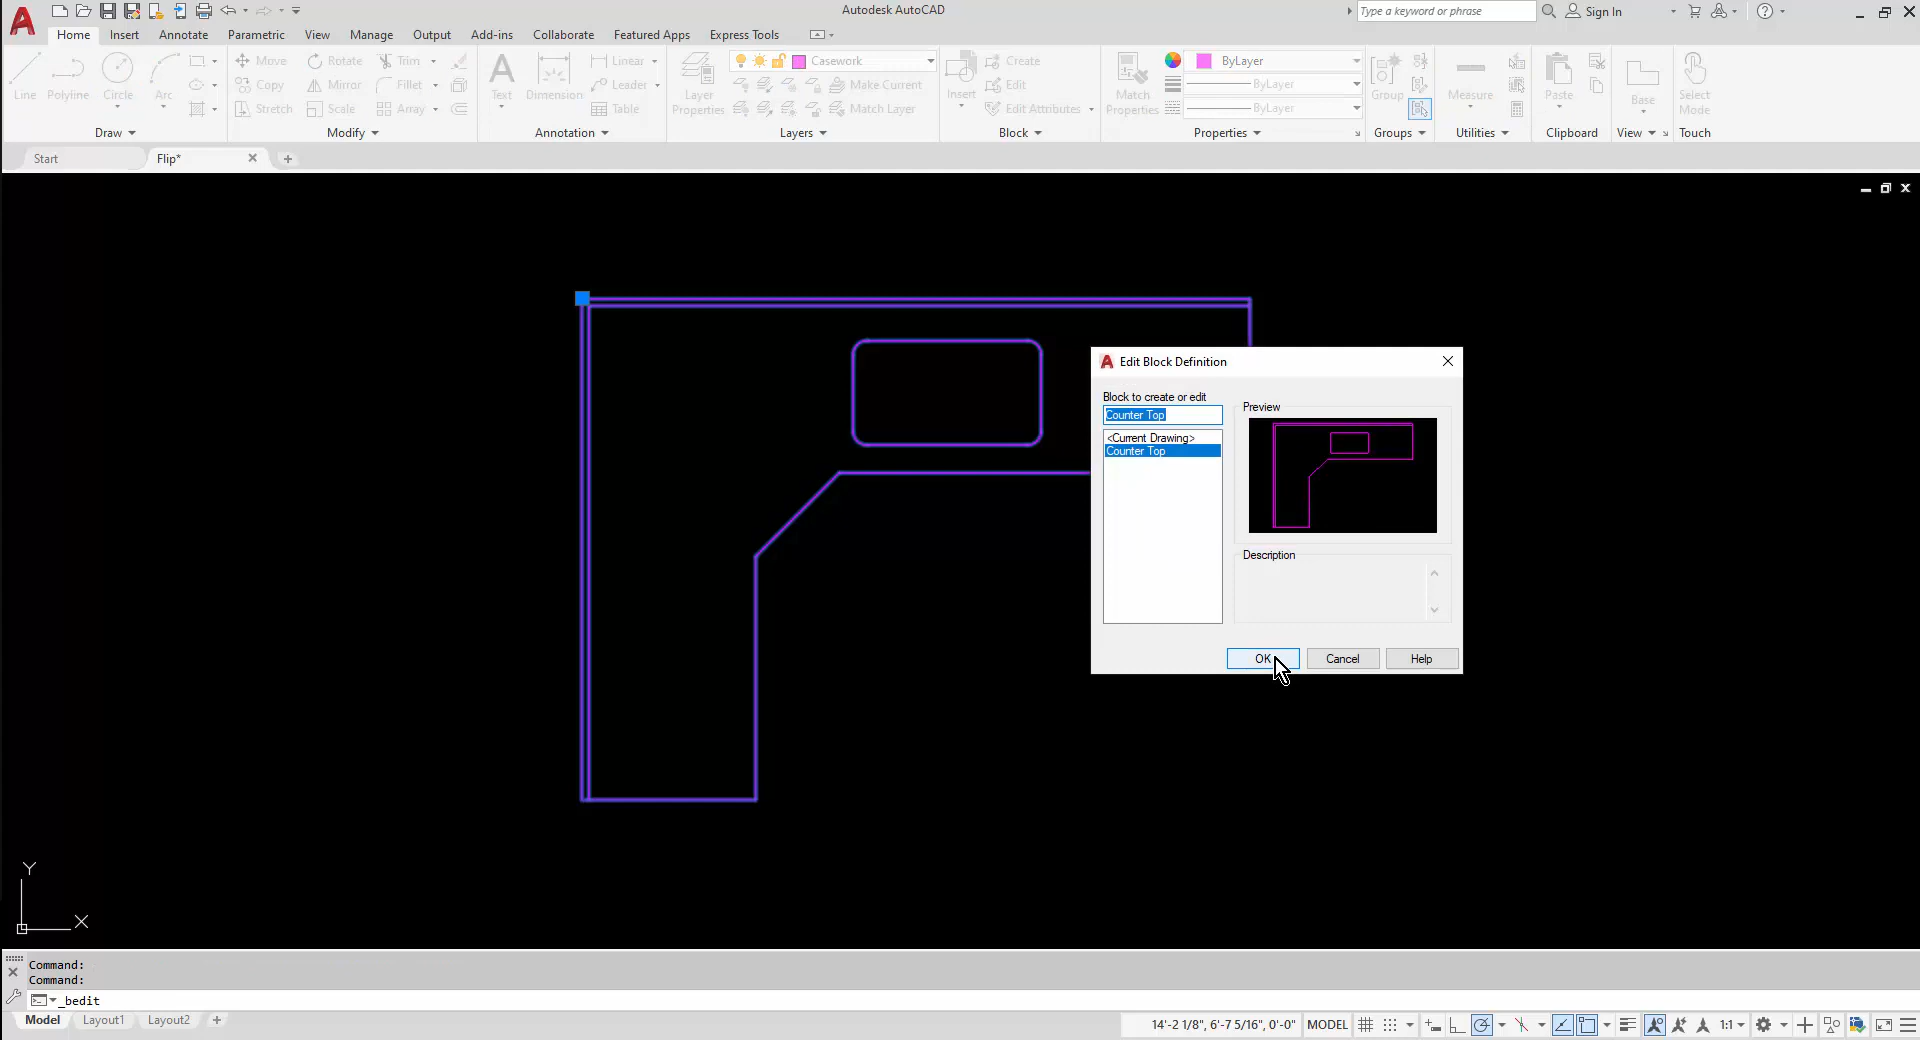 Autodesk AutoCAD
Type a keyword or phrase
Sign In
Home Insert Annotate Parametric View Manage Output Add-ins Collaborate Featured Apps Express Tools
Line Polyline Circle Arc
Draw
Move Rotate Trim
Copy Mirror Fillet
Stretch Scale Array
Modify
Text Dimension
Linear
Leader
Table
Annotation
Layer Properties
Casework
Make Current
Match Layer
Layers
Insert
Create
Edit
Edit Attributes
Block
Match Properties
ByLayer
ByLayer
ByLayer
Properties
Group
Groups
Measure
Utilities
Paste
Clipboard
Base
View
Select Mode
Touch
Start Flip*
Edit Block Definition
Block to create or edit
Counter Top
<Current Drawing>
Counter Top
Preview
Description
OK Cancel Help
Y
X
Command:
Command:
_bedit
Model Layout1 Layout2
14'-2 1/8", 6'-7 5/16", 0'-0" MODEL 1:1